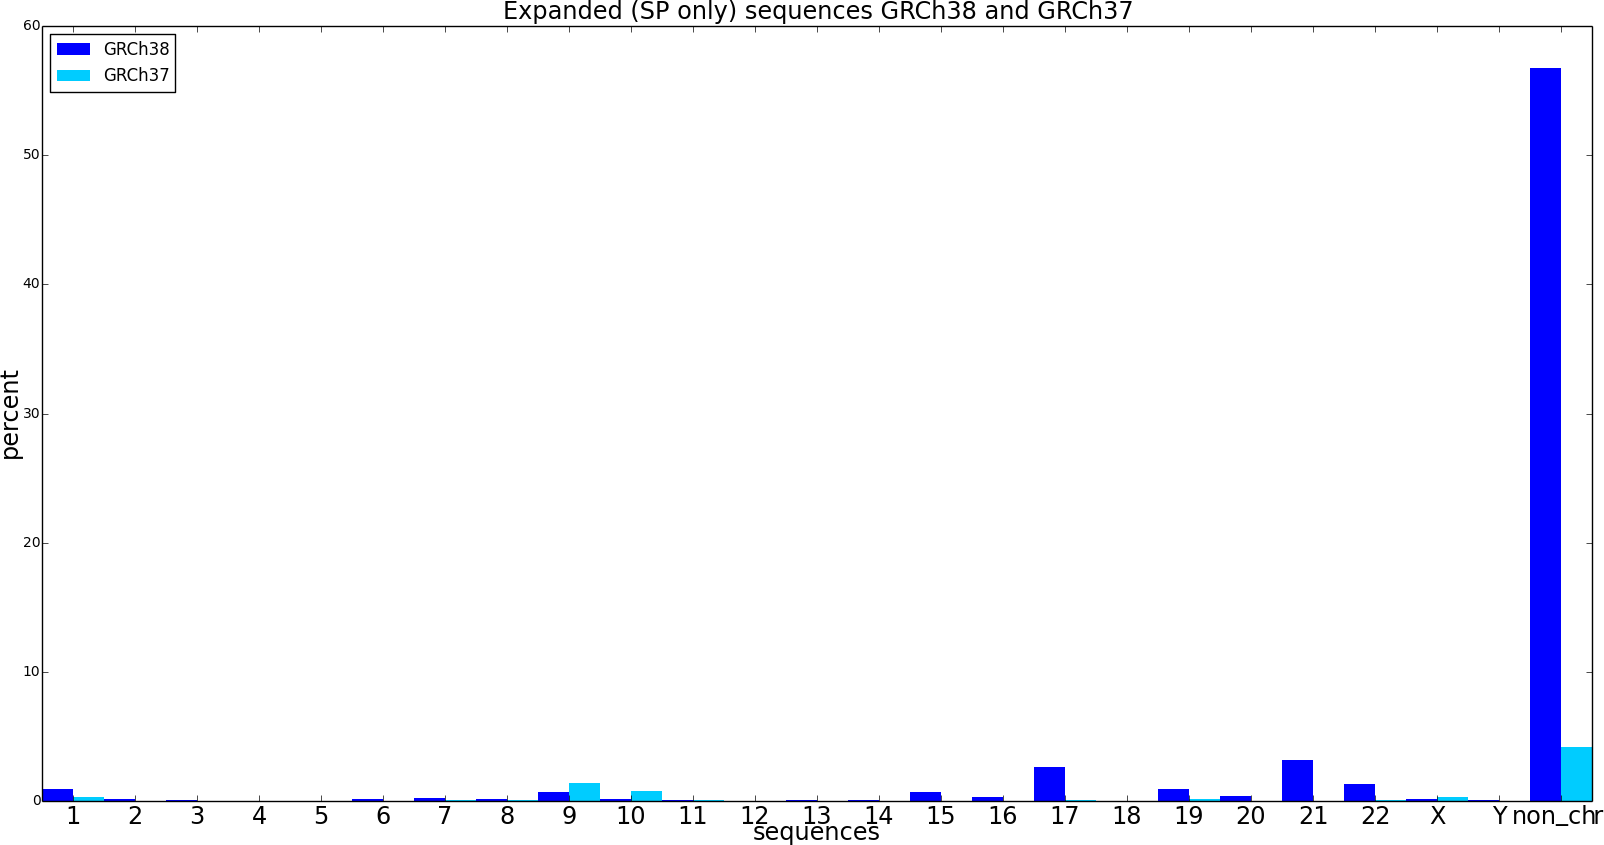 Expanded (SP only) sequences GRCh38 and GRCh37
GRCh38
GRCh37
60
50
40
30
20
10
0
percent
1 2 3 4 5 6 7 8 9 10 11 12 13 14 15 16 17 18 19 20 21 22 X Y non_chr
sequences